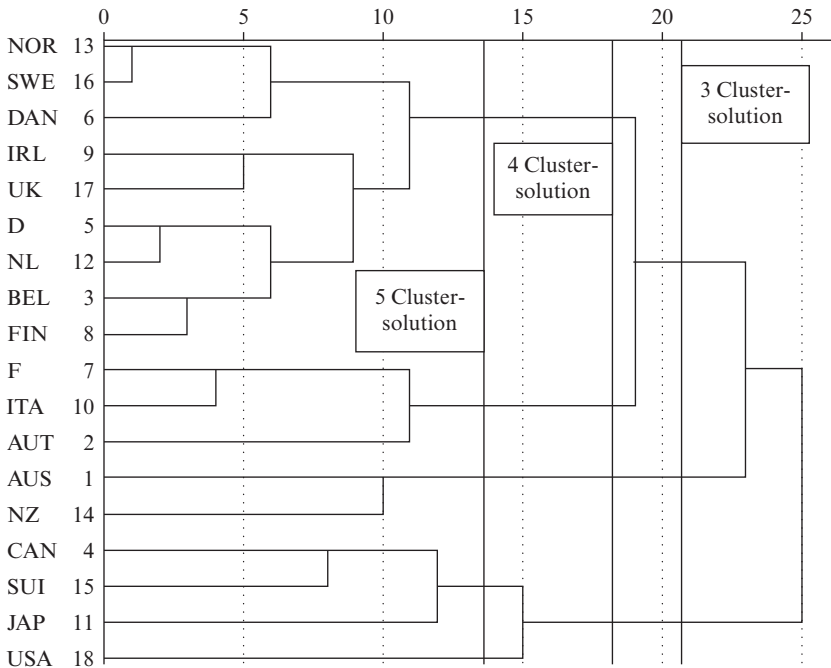 0 5 10 15 20 25
NOR 13
SWE 16
DAN 6
IRL 9
UK 17
D 5
NL 12
BEL 3
FIN 8
F 7
ITA 10
AUT 2
AUS 1
NZ 14
CAN 4
SUI 15
JAP 11
USA 18
3 Cluster-
solution
4 Cluster-
solution
5 Cluster-
solution